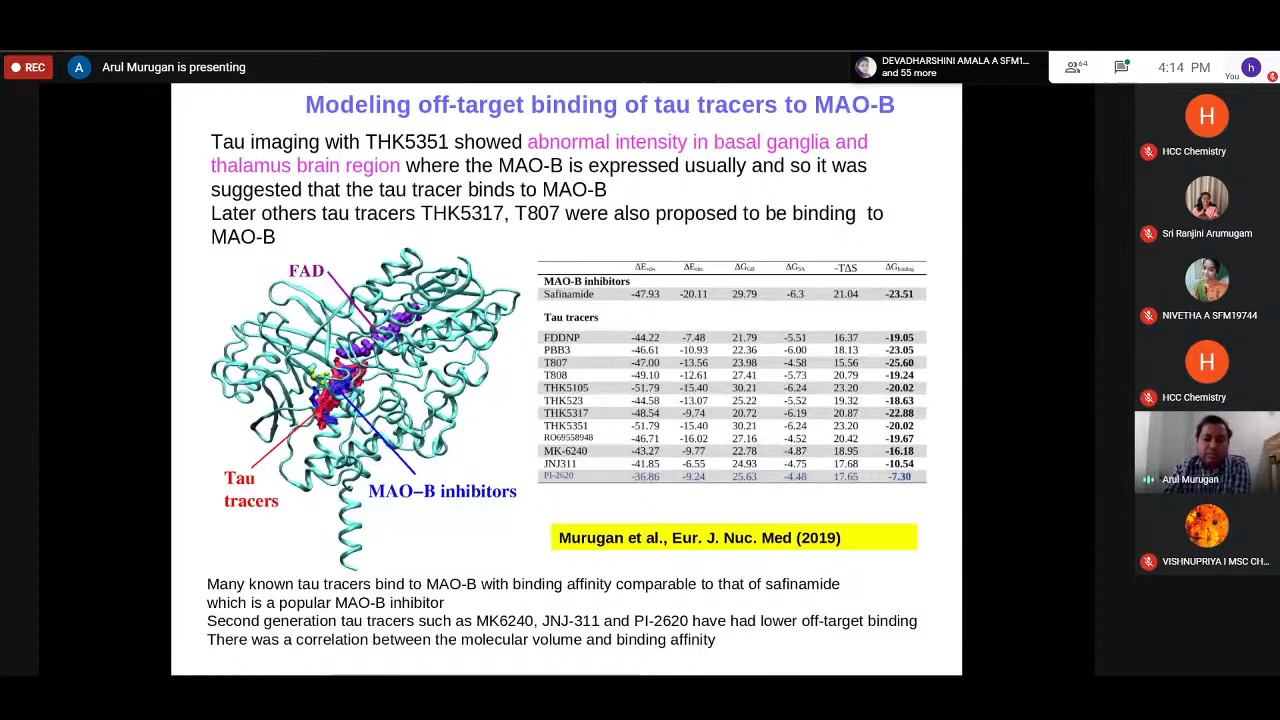 REC
A
Arul Murugan is presenting
DEVADHARSHINI AMALA A SFM1...
and 55 more
64
4:14 PM
You
h
Modeling off-target binding of tau tracers to MAO-B
Tau imaging with THK5351 showed abnormal intensity in basal ganglia and
thalamus brain region where the MAO-B is expressed usually and so it was
suggested that the tau tracer binds to MAO-B
Later others tau tracers THK5317, T807 were also proposed to be binding to
MAO-B
FAD
Tau
tracers
MAO-B inhibitors
ΔEvdw ΔEelec ΔGGB ΔGSA -TΔS ΔGbinding
MAO-B inhibitors
Safinamide -47.93 -20.11 29.79 -6.3 21.04 -23.51
Tau tracers
FDDNP -44.22 -7.48 21.79 -5.51 16.37 -19.05
PBB3 -46.61 -10.93 22.36 -6.00 18.13 -23.05
T807 -47.00 -13.56 23.98 -4.58 15.56 -25.60
T808 -49.10 -12.61 27.41 -5.73 20.79 -19.24
THK5105 -51.79 -15.40 30.21 -6.24 23.20 -20.02
THK523 -44.58 -13.07 25.22 -5.52 19.32 -18.63
THK5317 -48.54 -9.74 20.72 -6.19 20.87 -22.88
THK5351 -51.79 -15.40 30.21 -6.24 23.20 -20.02
RO69558948 -46.71 -16.02 27.16 -4.52 20.42 -19.67
MK-6240 -43.27 -9.77 22.78 -4.87 18.95 -16.18
JNJ311 -41.85 -6.55 24.93 -4.75 17.68 -10.54
PI-2620 -36.86 -9.24 25.63 -4.48 17.65 -7.30
Murugan et al., Eur. J. Nuc. Med (2019)
Many known tau tracers bind to MAO-B with binding affinity comparable to that of safinamide
which is a popular MAO-B inhibitor
Second generation tau tracers such as MK6240, JNJ-311 and PI-2620 have had lower off-target binding
There was a correlation between the molecular volume and binding affinity
H
HCC Chemistry
Sri Ranjini Arumugam
NIVETHA A SFM19744
H
HCC Chemistry
Arul Murugan
VISHNUPRIYA I MSC CH...